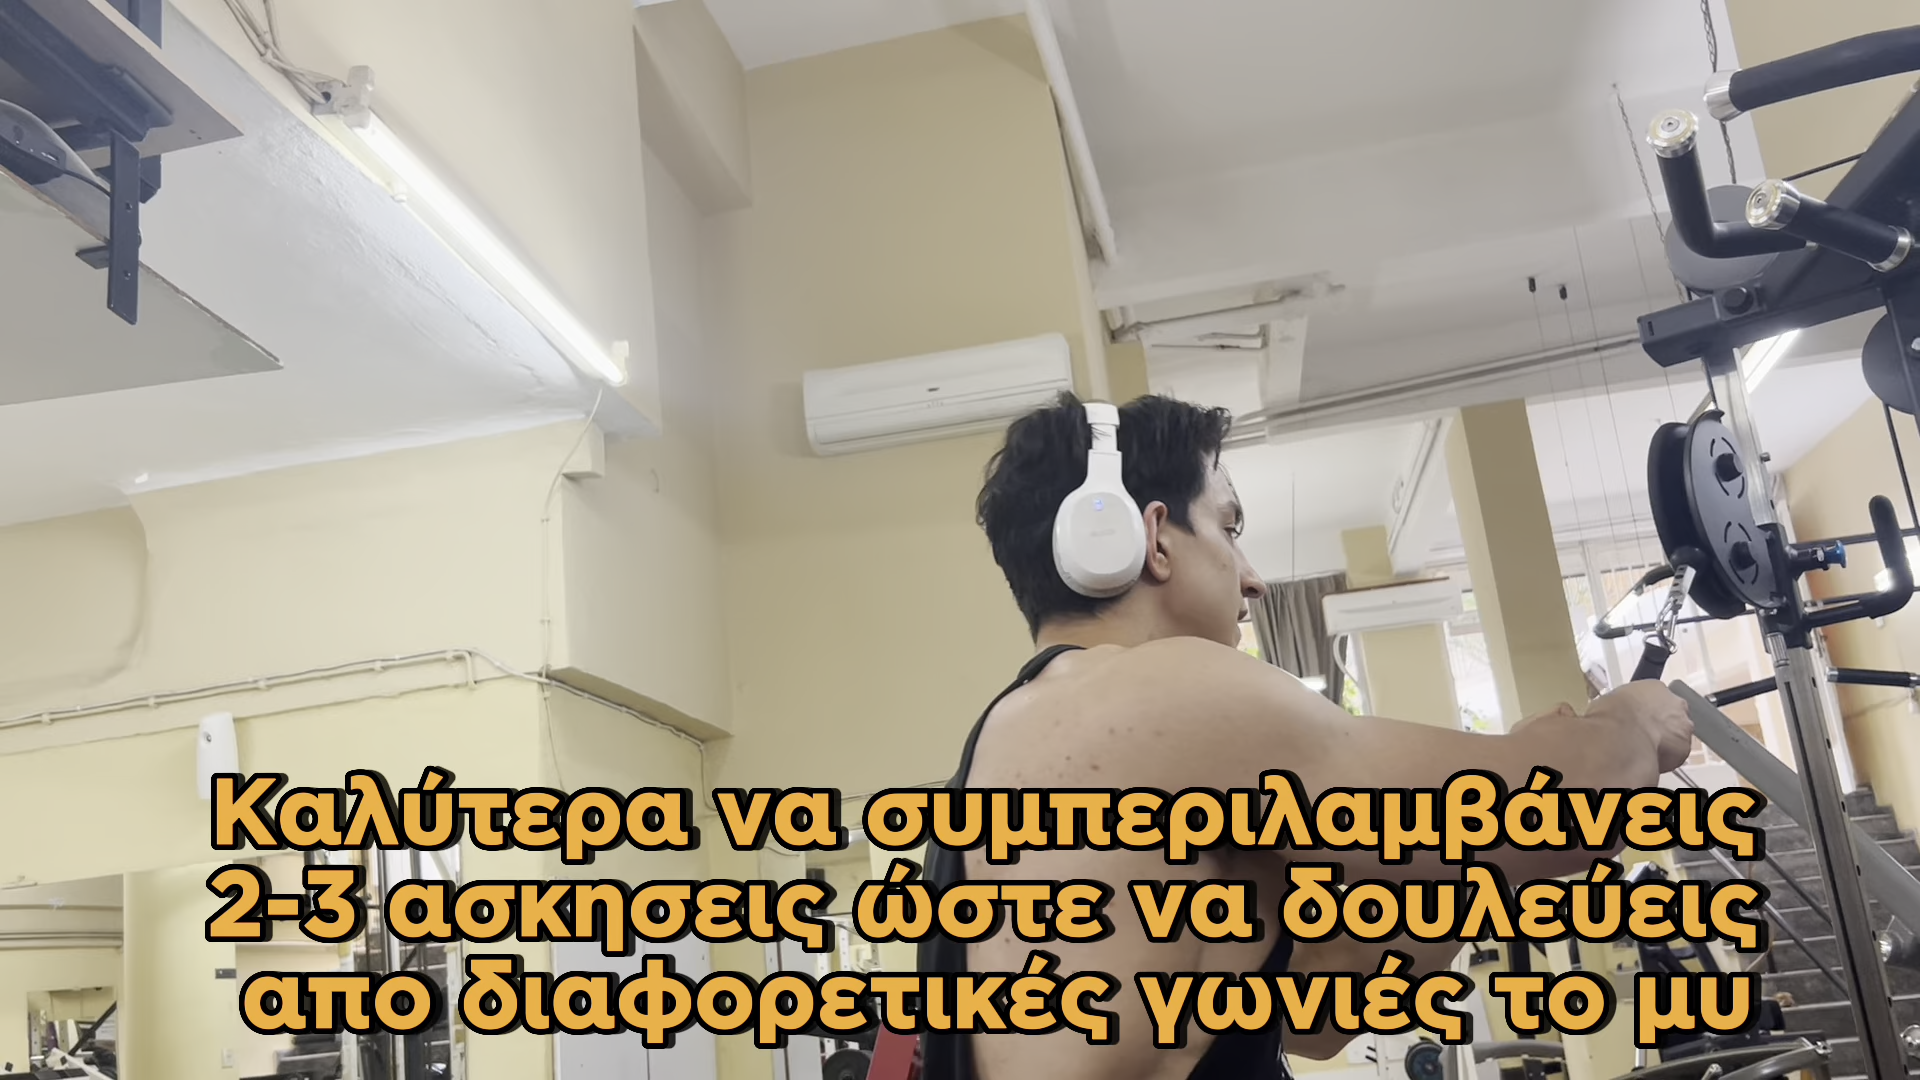 Καλύτερα να συμπεριλαμβάνεις
2-3 ασκησεις ώστε να δουλεύεις
απο διαφορετικές γωνιές το μυ